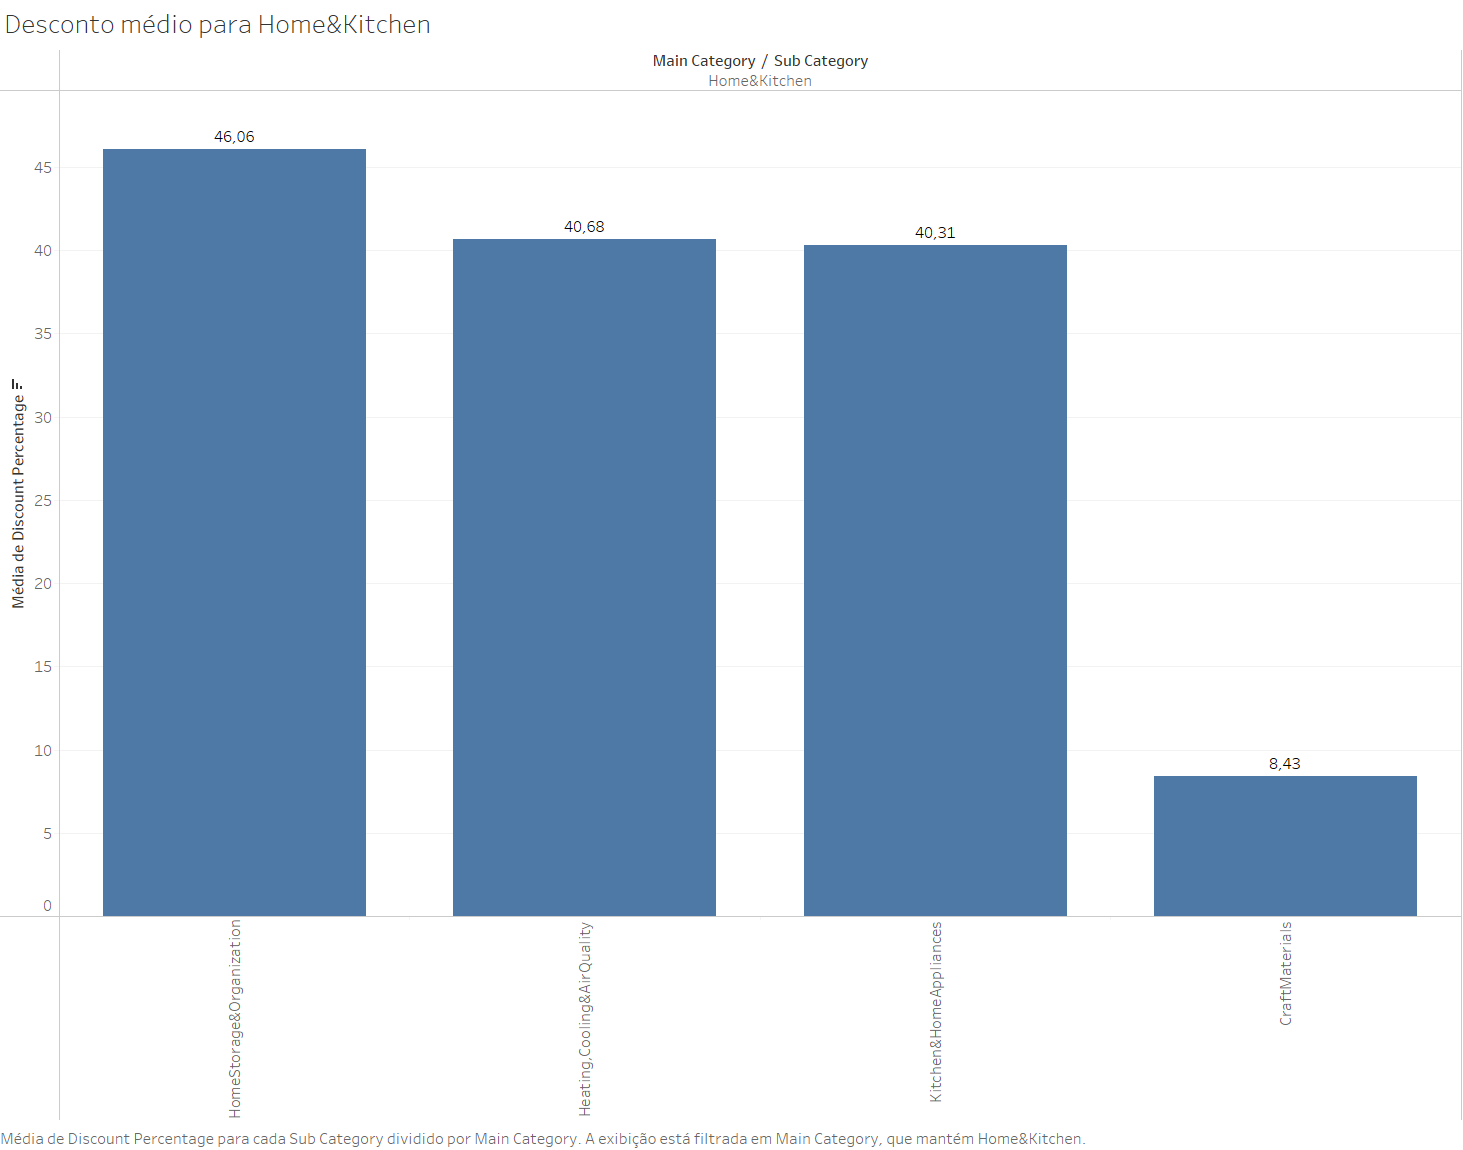 Desconto médio para Home&Kitchen
Main Category / Sub Category
Home&Kitchen
Média de Discount Percentage
45
40
35
30
25
20
15
10
5
0
46,06
40,68
40,31
8,43
HomeStorage&Organization
Heating,Cooling&AirQuality
Kitchen&HomeAppliances
CraftMaterials
Média de Discount Percentage para cada Sub Category dividido por Main Category. A exibição está filtrada em Main Category, que mantém Home&Kitchen.